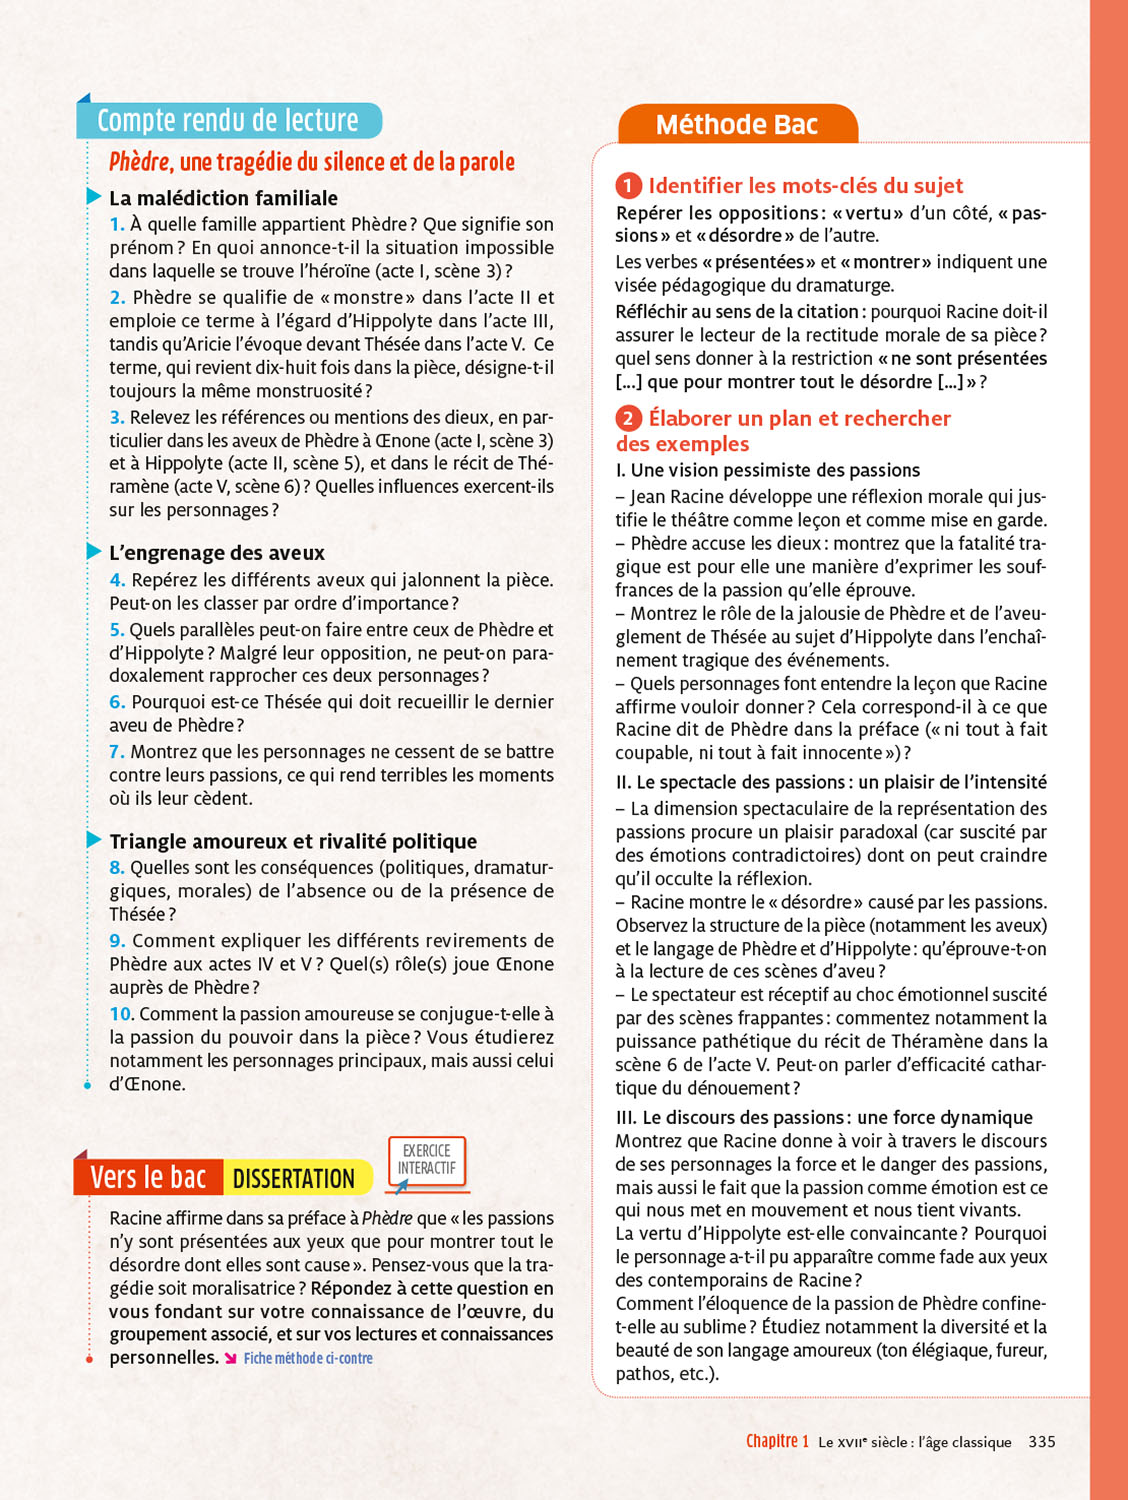 Compte rendu de lecture
Phèdre, une tragédie du silence et de la parole
La malédiction familiale
1. À quelle famille appartient Phèdre ? Que signifie son
prénom ? En quoi annonce-t-il la situation impossible
dans laquelle se trouve l'héroïne (acte I, scène 3) ?
2. Phèdre se qualifie de « monstre » dans l'acte II et
emploie ce terme à l'égard d'Hippolyte dans l'acte III,
tandis qu'Aricie l'évoque devant Thésée dans l'acte V. Ce
terme, qui revient dix-huit fois dans la pièce, désigne-t-il
toujours la même monstruosité ?
3. Relevez les références ou mentions des dieux, en par-
ticulier dans les aveux de Phèdre à Œnone (acte I, scène 3)
et à Hippolyte (acte II, scène 5), et dans le récit de Thé-
ramène (acte V, scène 6) ? Quelles influences exercent-ils
sur les personnages ?
L'engrenage des aveux
4. Repérez les différents aveux qui jalonnent la pièce.
Peut-on les classer par ordre d'importance ?
5. Quels parallèles peut-on faire entre ceux de Phèdre et
d'Hippolyte ? Malgré leur opposition, ne peut-on para-
doxalement rapprocher ces deux personnages ?
6. Pourquoi est-ce Thésée qui doit recueillir le dernier
aveu de Phèdre ?
7. Montrez que les personnages ne cessent de se battre
contre leurs passions, ce qui rend terribles les moments
où ils leur cèdent.
Triangle amoureux et rivalité politique
8. Quelles sont les conséquences (politiques, dramatur-
giques, morales) de l'absence ou de la présence de
Thésée ?
9. Comment expliquer les différents revirements de
Phèdre aux actes IV et V ? Quel(s) rôle(s) joue Œnone
auprès de Phèdre ?
10. Comment la passion amoureuse se conjugue-t-elle à
la passion du pouvoir dans la pièce ? Vous étudierez
notamment les personnages principaux, mais aussi celui
d'Œnone.
Vers le bac DISSERTATION
EXERCICE
INTERACTIF
Racine affirme dans sa préface à Phèdre que « les passions
n'y sont présentées aux yeux que pour montrer tout le
désordre dont elles sont cause ». Pensez-vous que la tra-
gédie soit moralisatrice ? Répondez à cette question en
vous fondant sur votre connaissance de l'œuvre, du
groupement associé, et sur vos lectures et connaissances
personnelles. Fiche méthode ci-contre
Méthode Bac
1 Identifier les mots-clés du sujet
Repérer les oppositions : « vertu » d'un côté, « pas-
sions » et « désordre » de l'autre.
Les verbes « présentées » et « montrer » indiquent une
visée pédagogique du dramaturge.
Réfléchir au sens de la citation : pourquoi Racine doit-il
assurer le lecteur de la rectitude morale de sa pièce ?
quel sens donner à la restriction « ne sont présentées
[...] que pour montrer tout le désordre [...] » ?
2 Élaborer un plan et rechercher
des exemples
I. Une vision pessimiste des passions
– Jean Racine développe une réflexion morale qui jus-
tifie le théâtre comme leçon et comme mise en garde.
– Phèdre accuse les dieux : montrez que la fatalité tra-
gique est pour elle une manière d'exprimer les souf-
frances de la passion qu'elle éprouve.
– Montrez le rôle de la jalousie de Phèdre et de l'aveu-
glement de Thésée au sujet d'Hippolyte dans l'enchaî-
nement tragique des événements.
– Quels personnages font entendre la leçon que Racine
affirme vouloir donner ? Cela correspond-il à ce que
Racine dit de Phèdre dans la préface (« ni tout à fait
coupable, ni tout à fait innocente ») ?
II. Le spectacle des passions : un plaisir de l'intensité
– La dimension spectaculaire de la représentation des
passions procure un plaisir paradoxal (car suscité par
des émotions contradictoires) dont on peut craindre
qu'il occulte la réflexion.
– Racine montre le « désordre » causé par les passions.
Observez la structure de la pièce (notamment les aveux)
et le langage de Phèdre et d'Hippolyte : qu'éprouve-t-on
à la lecture de ces scènes d'aveu ?
– Le spectateur est réceptif au choc émotionnel suscité
par des scènes frappantes : commentez notamment la
puissance pathétique du récit de Théramène dans la
scène 6 de l'acte V. Peut-on parler d'efficacité cathar-
tique du dénouement ?
III. Le discours des passions : une force dynamique
Montrez que Racine donne à voir à travers le discours
de ses personnages la force et le danger des passions,
mais aussi le fait que la passion comme émotion est ce
qui nous met en mouvement et nous tient vivants.
La vertu d'Hippolyte est-elle convaincante ? Pourquoi
le personnage a-t-il pu apparaître comme fade aux yeux
des contemporains de Racine ?
Comment l'éloquence de la passion de Phèdre confine-
t-elle au sublime ? Étudiez notamment la diversité et la
beauté de son langage amoureux (ton élégiaque, fureur,
pathos, etc.).
Chapitre 1 Le XVIIe siècle : l'âge classique 335